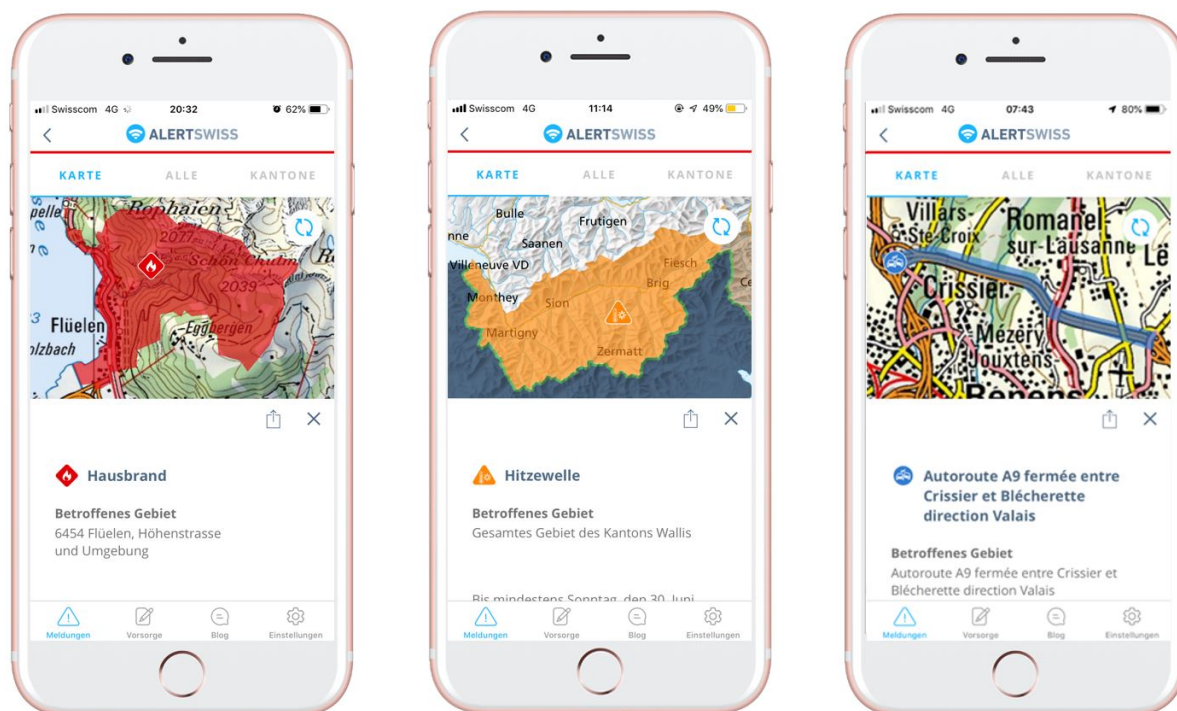 Swisscom 4G 20:32 62%
ALERTSWISS
KARTE ALLE KANTONE
Rophaien
2077
Schön Chulm
2039
Flüelen
Eggbergen
Hausbrand
Betroffenes Gebiet
6454 Flüelen, Höhenstrasse
und Umgebung
Meldungen Vorsorge Blog Einstellungen
Swisscom 4G 11:14 49%
ALERTSWISS
KARTE ALLE KANTONE
Bulle
Frutigen
Saanen
Villeneuve VD
Fiesch
Monthey
Sion
Brig
Martigny
Zermatt
Hitzewelle
Betroffenes Gebiet
Gesamtes Gebiet des Kantons Wallis
Bis mindestens Sonntag, den 30. Juni
Meldungen Vorsorge Blog Einstellungen
Swisscom 4G 07:43 80%
ALERTSWISS
KARTE ALLE KANTONE
Villars-
Ste-Croix
Romanel-
sur-Lausanne
Le
Crissier
Mézery
Jouxtens-
Autoroute A9 fermée entre
Crissier et Blécherette
direction Valais
Betroffenes Gebiet
Autoroute A9 fermée entre Crissier et
Blécherette direction Valais
Meldungen Vorsorge Blog Einstellungen